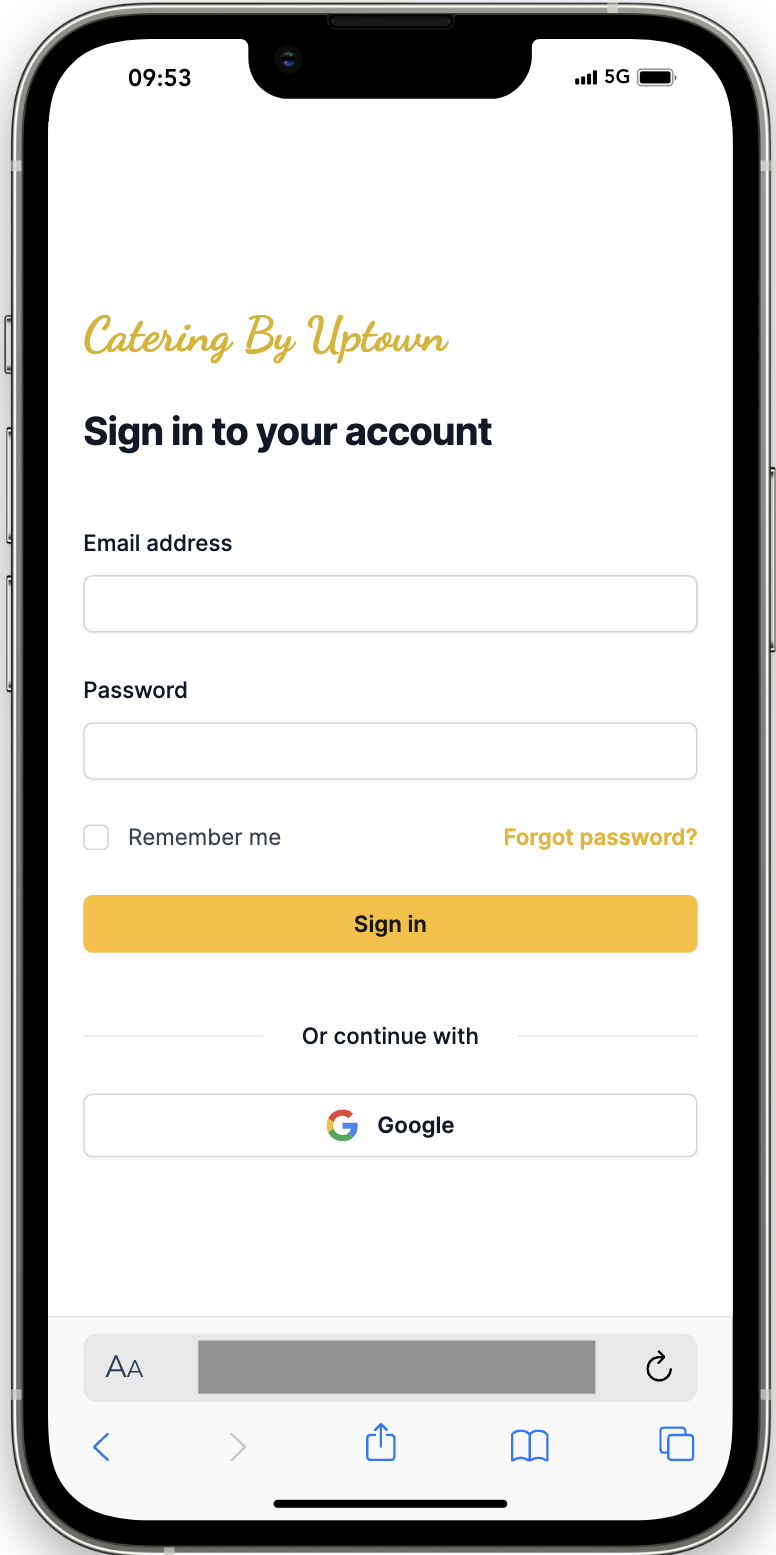 09:53 5G
Catering By Uptown
Sign in to your account
Email address
Password
Remember me Forgot password?
Sign in
Or continue with
Google
AA